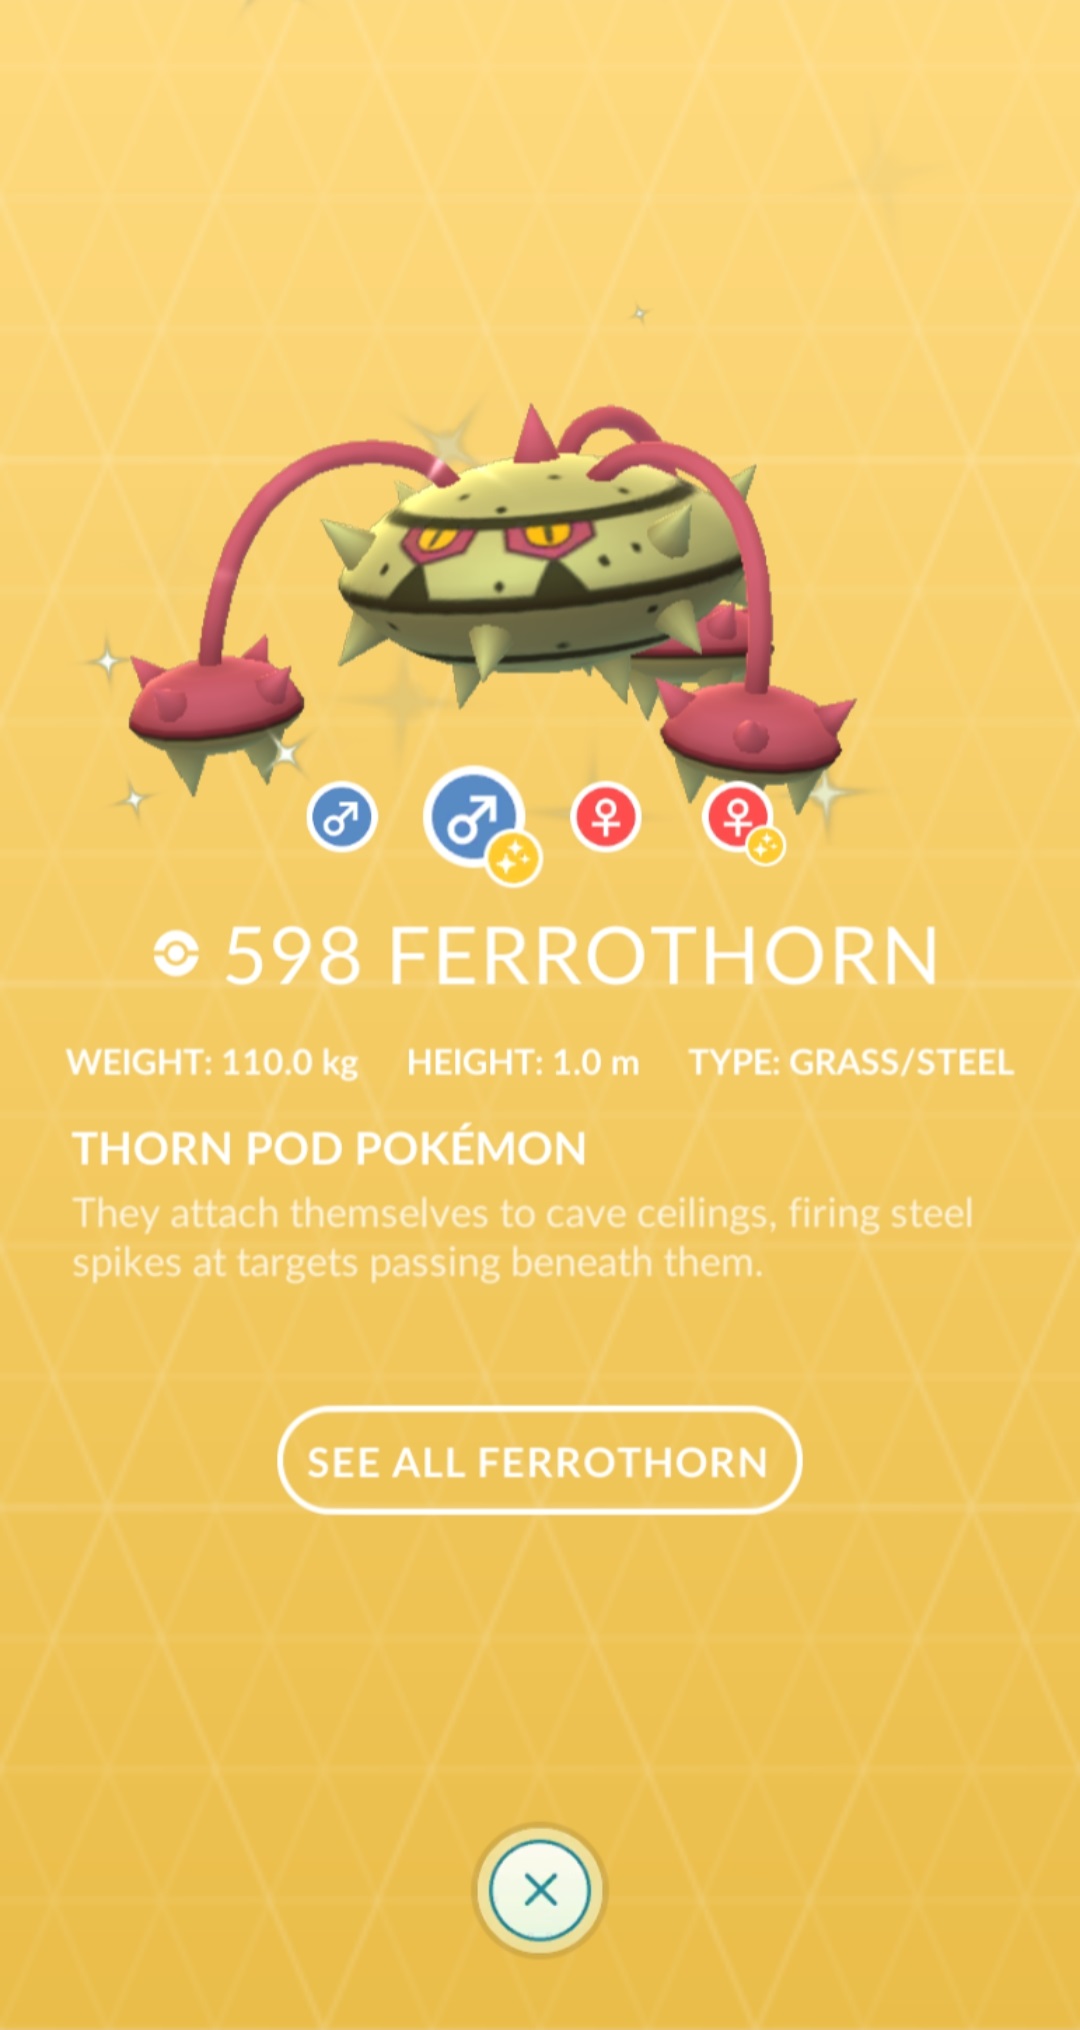 598 FERROTHORN
WEIGHT: 110.0 kg HEIGHT: 1.0 m TYPE: GRASS/STEEL
THORN POD POKÉMON
They attach themselves to cave ceilings, firing steel
spikes at targets passing beneath them.
SEE ALL FERROTHORN